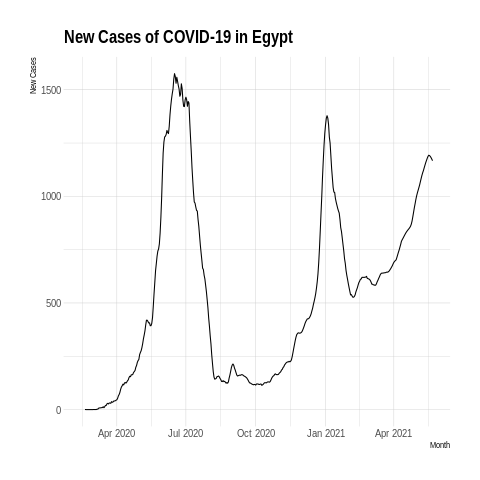 New Cases of COVID-19 in Egypt
New Cases
1500
1000
500
0
Apr 2020 Jul 2020 Oct 2020 Jan 2021 Apr 2021
Month